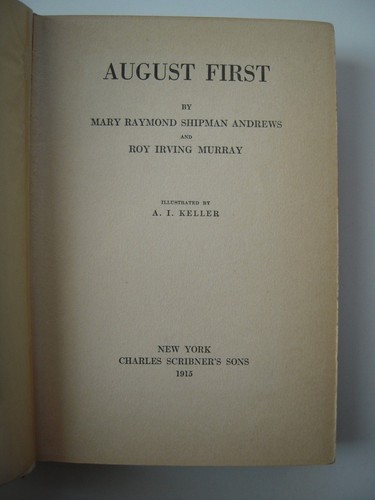 AUGUST FIRST
BY
MARY RAYMOND SHIPMAN ANDREWS
AND
ROY IRVING MURRAY
ILLUSTRATED BY
A. I. KELLER
NEW YORK
CHARLES SCRIBNER'S SONS
1915